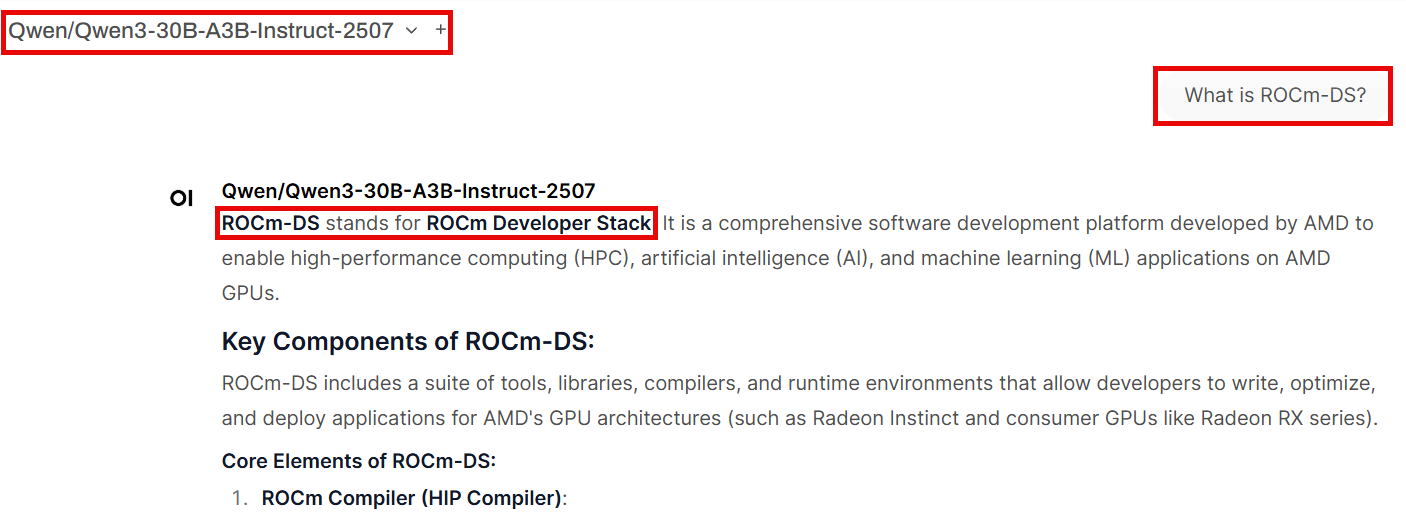 Qwen/Qwen3-30B-A3B-Instruct-2507 +
What is ROCm-DS?
OI
Qwen/Qwen3-30B-A3B-Instruct-2507
ROCm-DS stands for ROCm Developer Stack. It is a comprehensive software development platform developed by AMD to
enable high-performance computing (HPC), artificial intelligence (AI), and machine learning (ML) applications on AMD
GPUs.
Key Components of ROCm-DS:
ROCm-DS includes a suite of tools, libraries, compilers, and runtime environments that allow developers to write, optimize,
and deploy applications for AMD's GPU architectures (such as Radeon Instinct and consumer GPUs like Radeon RX series).
Core Elements of ROCm-DS:
1. ROCm Compiler (HIP Compiler):